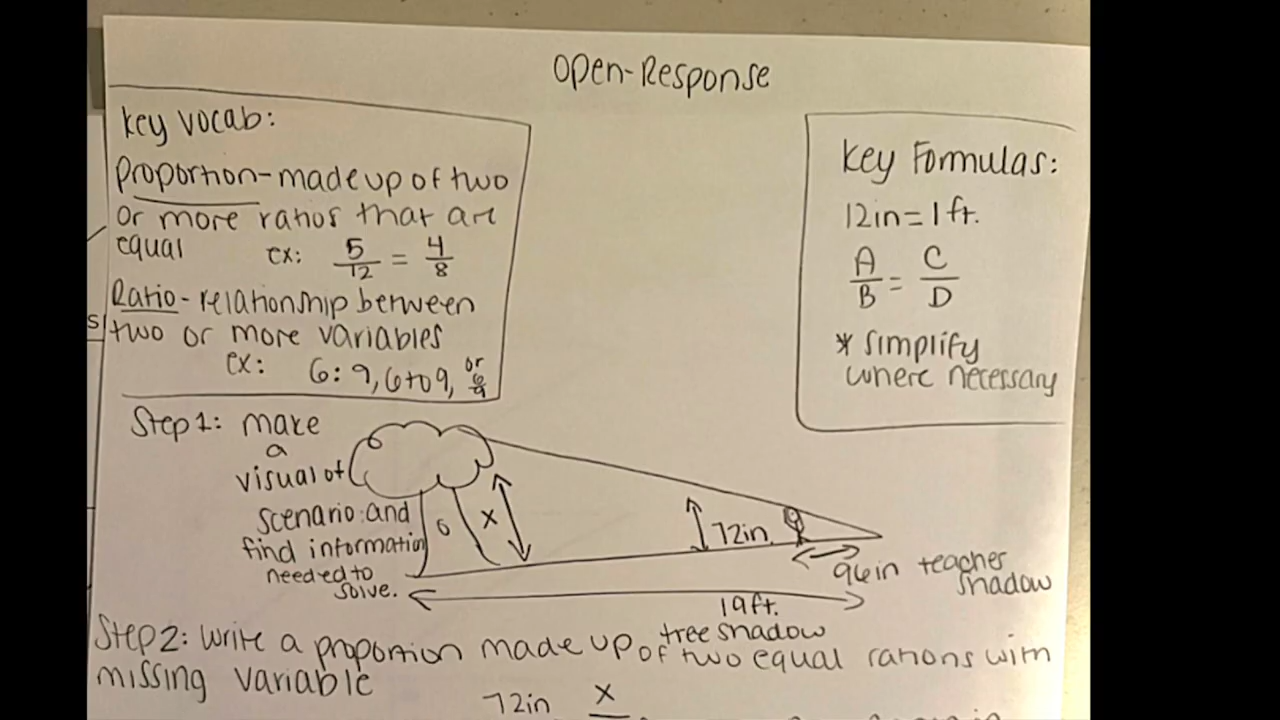 Open-Response
Key Vocab:
Proportion-made up of two
or more ratios that are
equal ex: 5/12 = 4/8
Ratio - relationship between
two or more variables
ex: 6:9, 6 to 9, or 6/9
Key Formulas:
12in = 1ft.
A/B = C/D
* simplify
where necessary
Step 1: make
a
visual of
scenario and
find information
needed to
solve.
x
72in.
96in teacher
shadow
19ft.
tree shadow
Step 2: Write a proportion made up of two equal rations with
missing variable
72in x